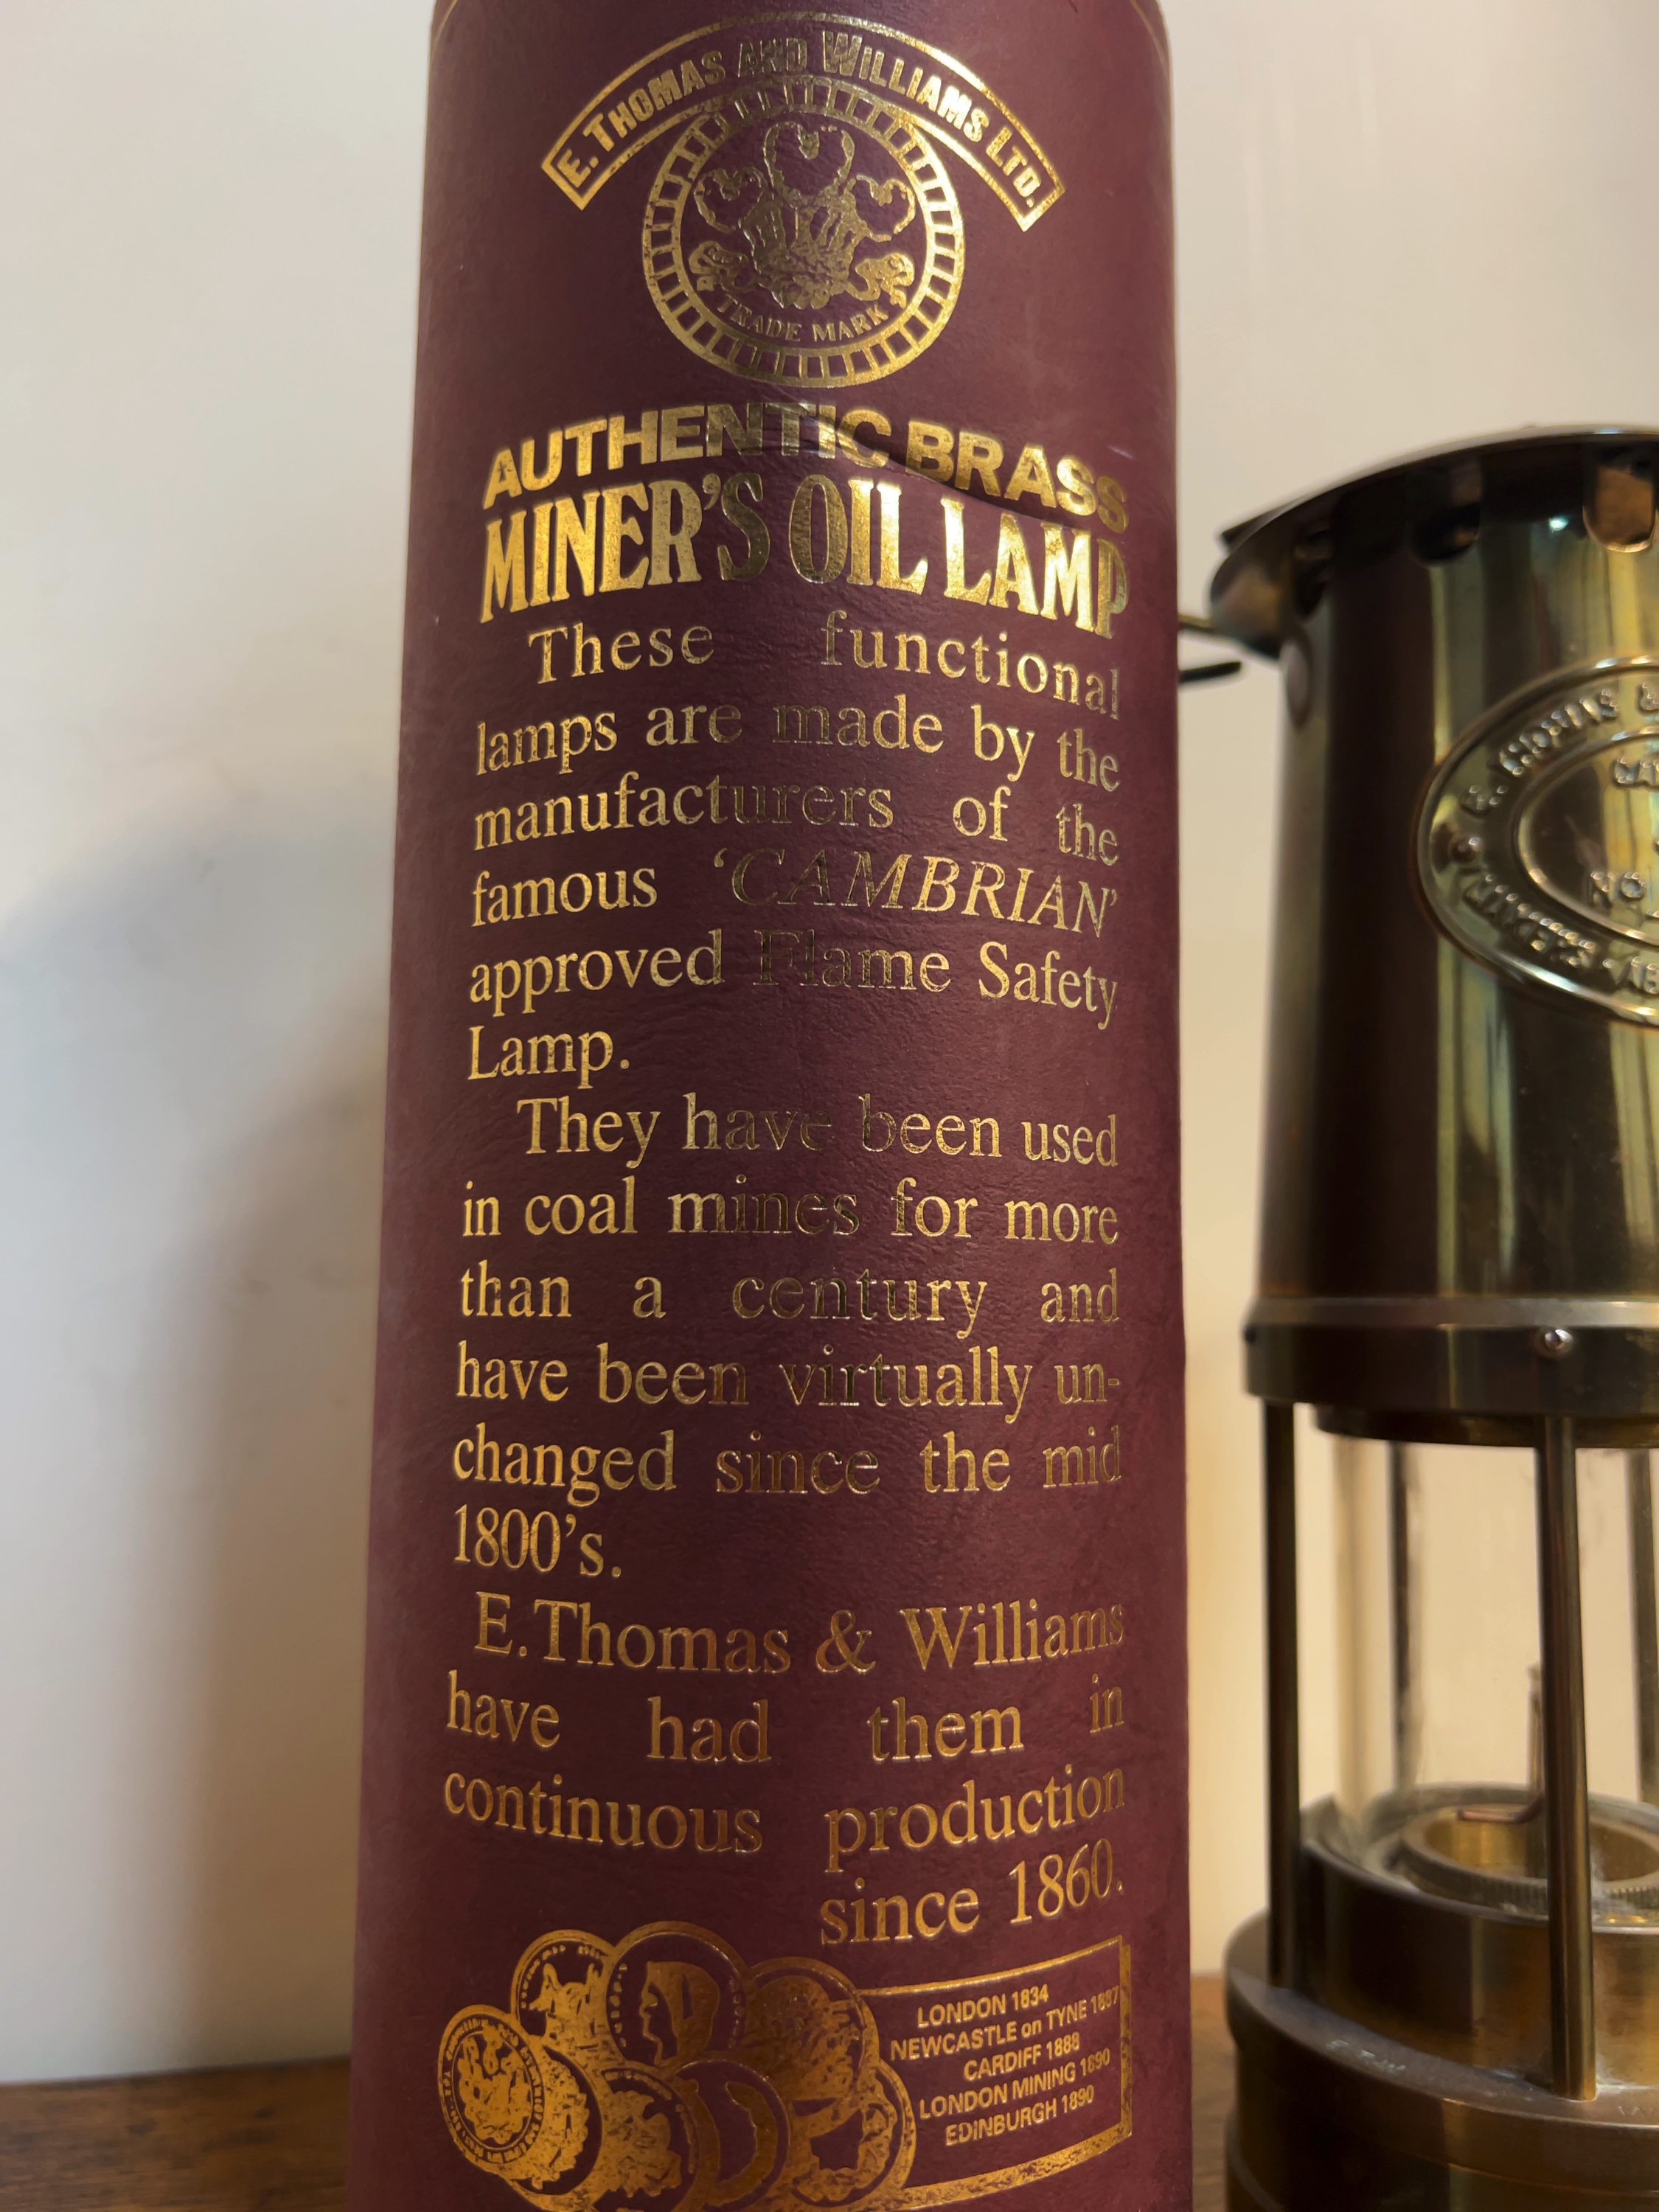 E. THOMAS AND WILLIAMS LTD.
TRADE MARK
AUTHENTIC BRASS
MINER'S OIL LAMP
These functional
lamps are made by the
manufacturers of the
famous ‘CAMBRIAN’
approved Flame Safety
Lamp.
They have been used
in coal mines for more
than a century and
have been virtually un-
changed since the mid
1800's.
E.Thomas & Williams
have had them in
continuous production
since 1860.
LONDON 1834
NEWCASTLE on TYNE 1887
CARDIFF 1888
LONDON MINING 1890
EDINBURGH 1890
E. THOMAS &
NO
MAKERS
E.T.W